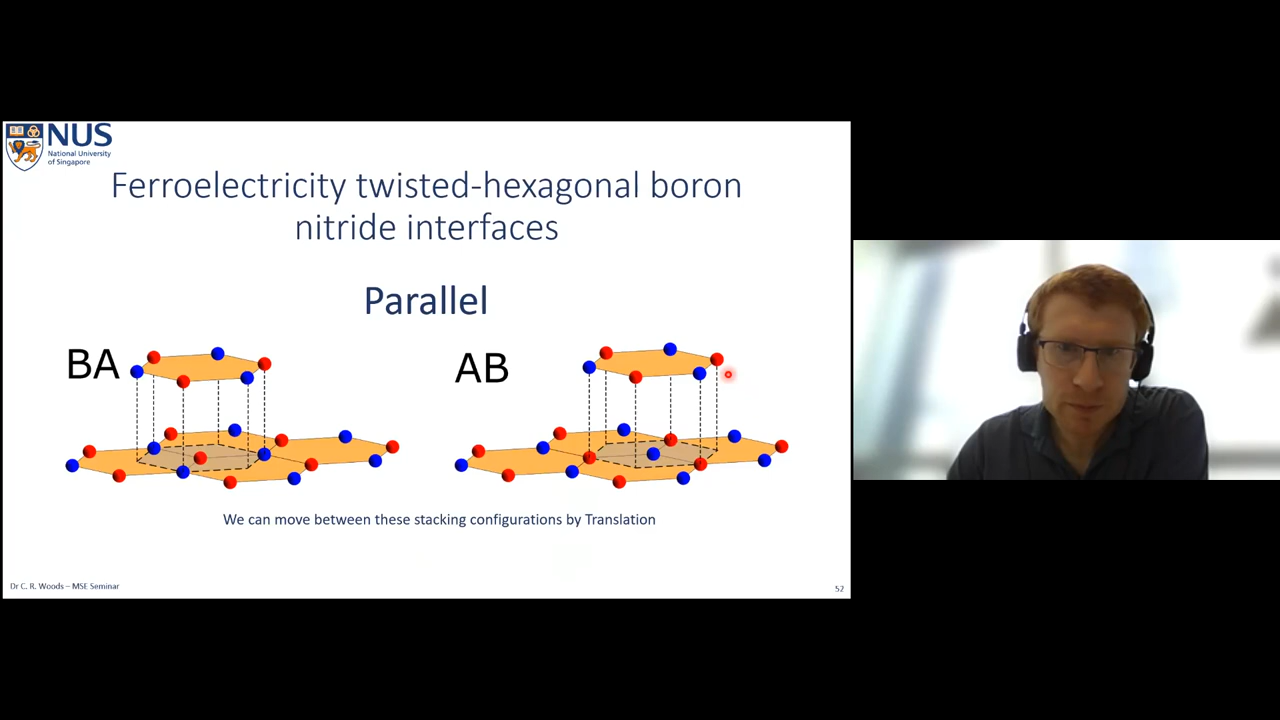 NUS
National University
of Singapore
Ferroelectricity twisted-hexagonal boron
nitride interfaces
Parallel
BA
AB
We can move between these stacking configurations by Translation
Dr C. R. Woods – MSE Seminar
52